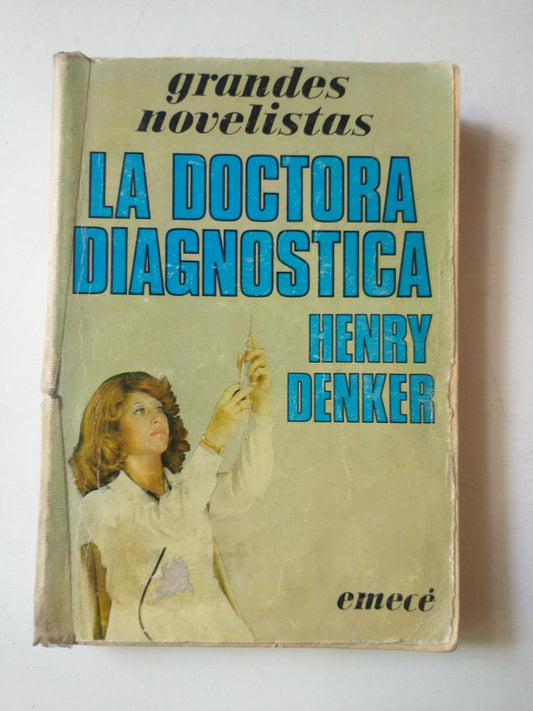 grandes
novelistas
LA DOCTORA
DIAGNOSTICA
HENRY
DENKER
emecé